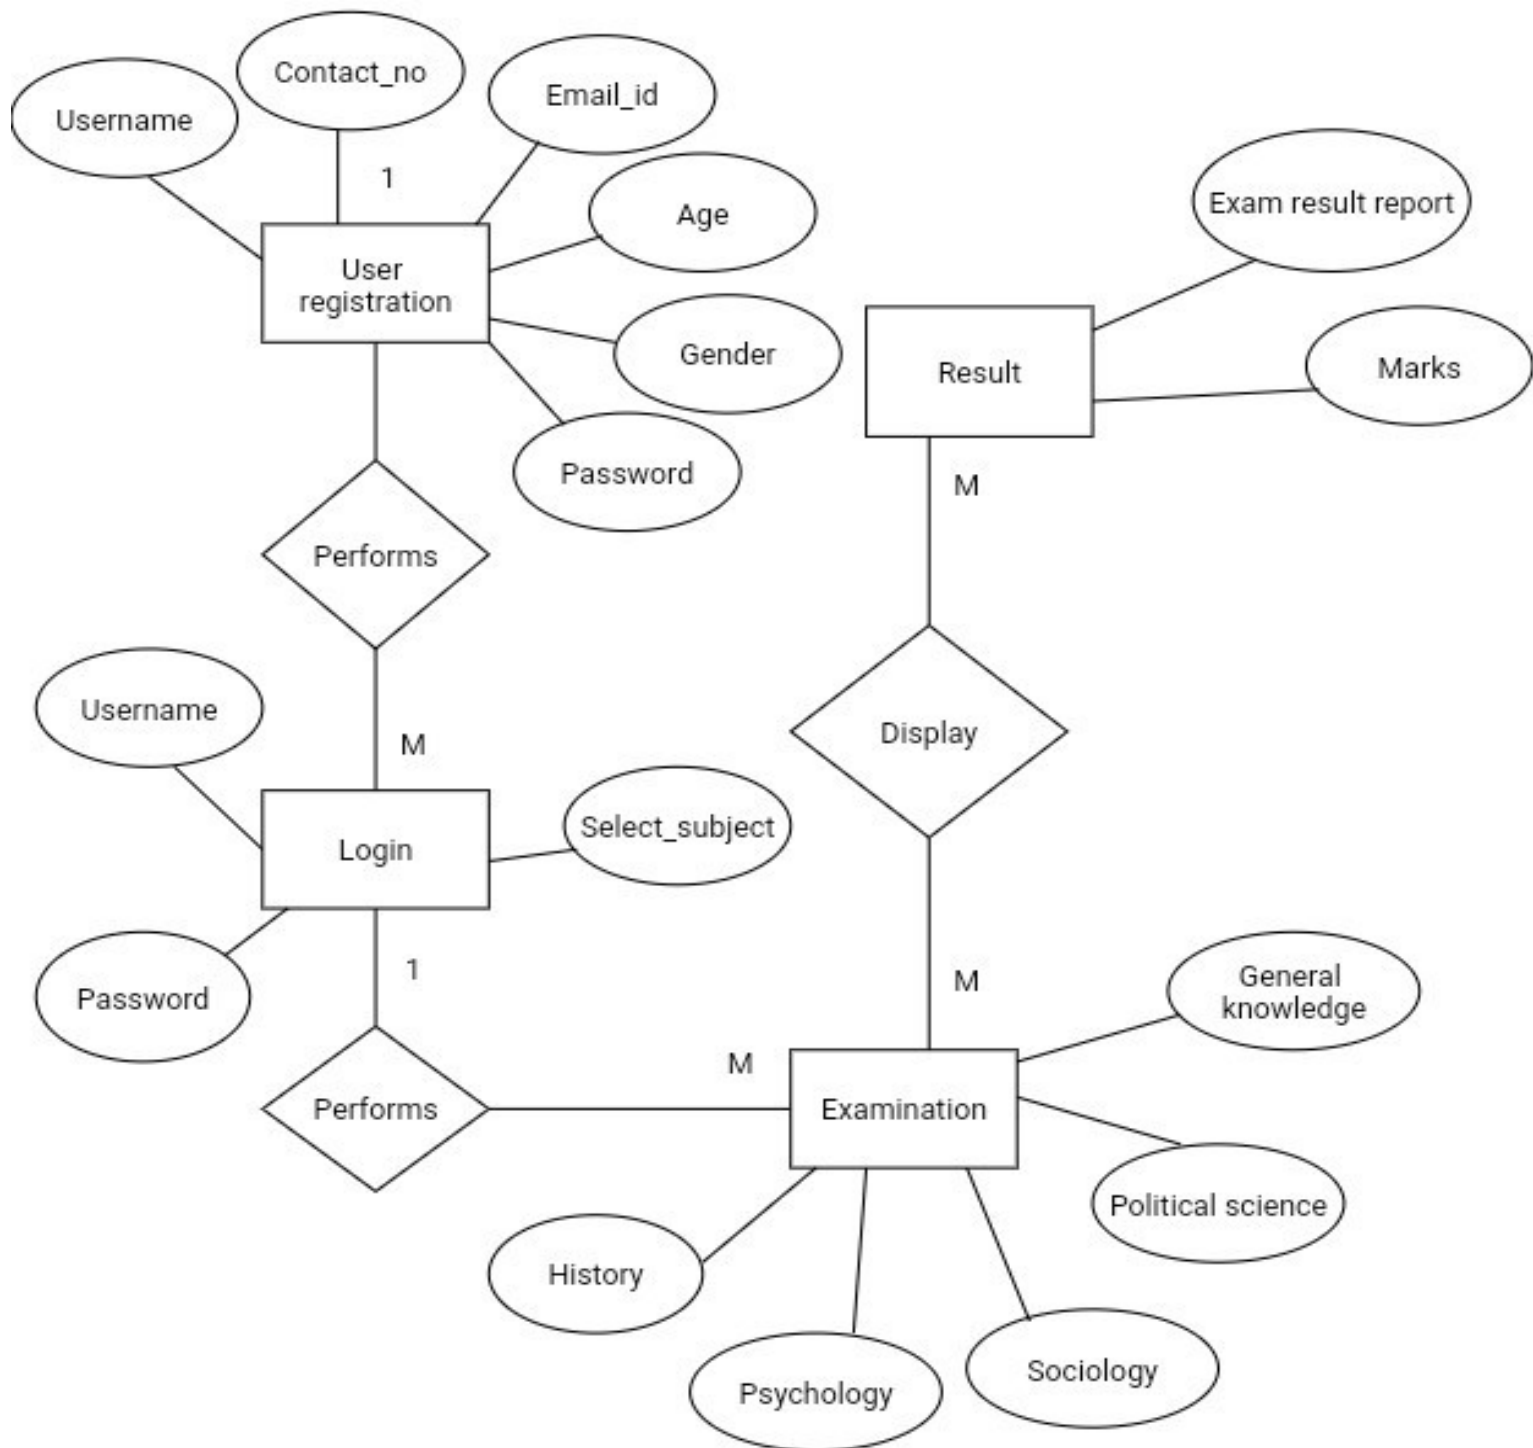 Contact_no
Email_id
Username
1
Age
Exam result report
User
registration
Gender
Result
Marks
Password
M
Performs
Username
Display
M
Select_subject
Login
1
M
General
knowledge
Password
M
Performs
Examination
Political science
History
Sociology
Psychology